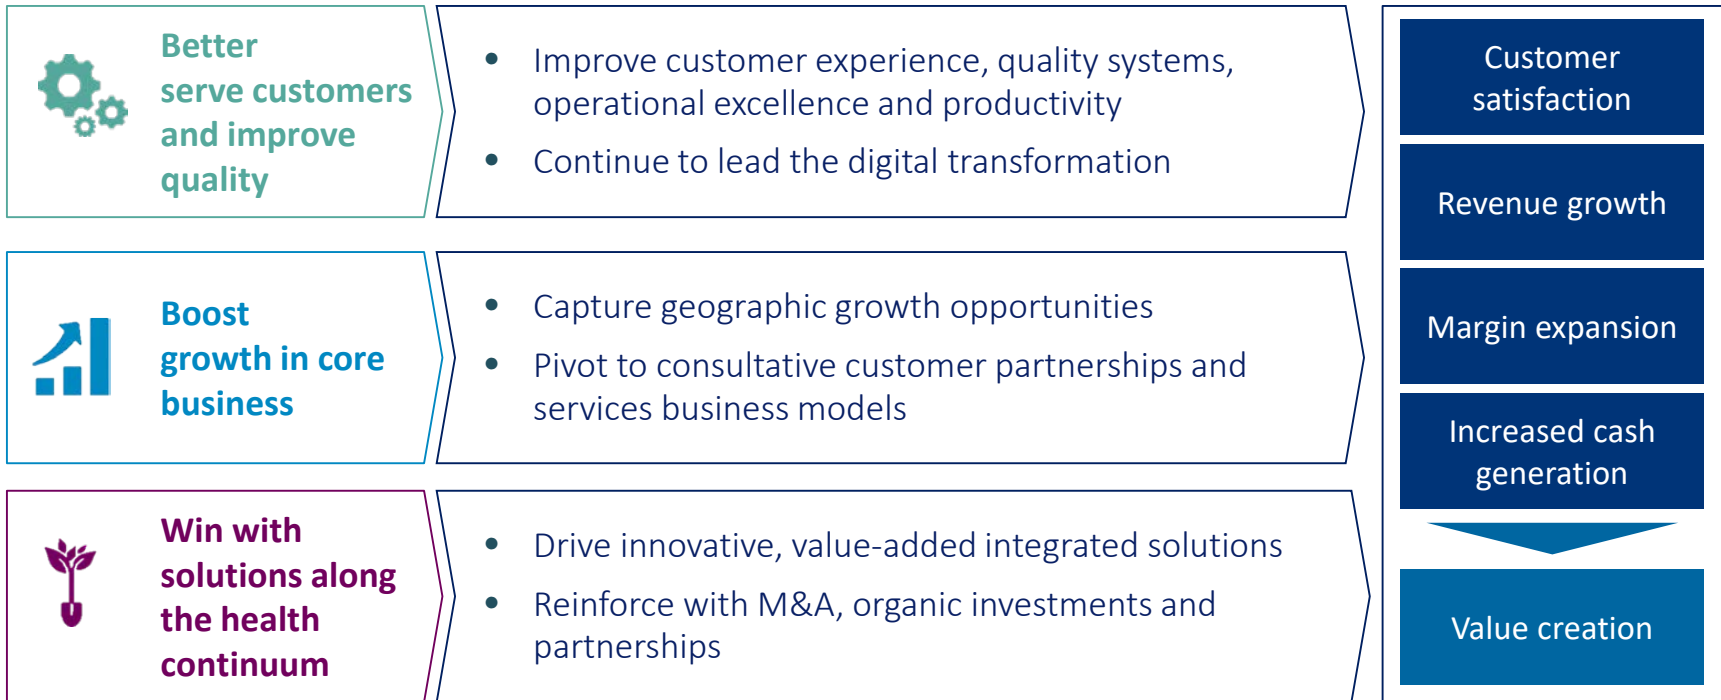 Better
serve customers
and improve
quality
• Improve customer experience, quality systems,
operational excellence and productivity
• Continue to lead the digital transformation
Boost
growth in core
business
• Capture geographic growth opportunities
• Pivot to consultative customer partnerships and
services business models
Win with
solutions along
the health
continuum
• Drive innovative, value-added integrated solutions
• Reinforce with M&A, organic investments and
partnerships
Customer
satisfaction
Revenue growth
Margin expansion
Increased cash
generation
Value creation